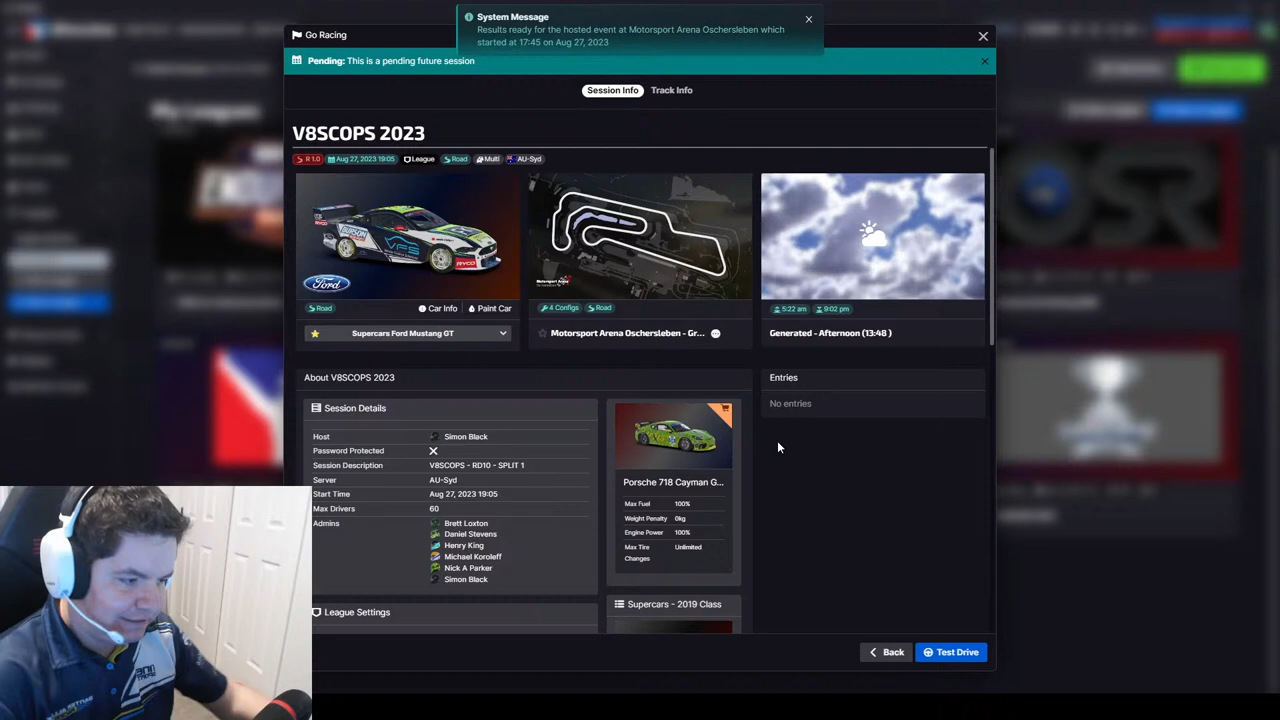 System Message
Results ready for the hosted event at Motorsport Arena Oschersleben which
started at 17:45 on Aug 27, 2023
Go Racing
Pending: This is a pending future session
Session Info
Track Info
V8SCOPS 2023
R 1.0
Aug 27, 2023 19:05
League
Road
Multi
AU-Syd
Ford
Road
Car Info
Paint Car
Supercars Ford Mustang GT
4 Configs
Road
Motorsport Arena Oschersleben - Gr...
5:22 am
9:02 pm
Generated - Afternoon (13:48 )
About V8SCOPS 2023
Entries
No entries
Session Details
Host Simon Black
Password Protected
Session Description V8SCOPS - RD10 - SPLIT 1
Server AU-Syd
Start Time Aug 27, 2023 19:05
Max Drivers 60
Admins Brett Loxton
Daniel Stevens
Henry King
Michael Koroleff
Nick A Parker
Simon Black
League Settings
Porsche 718 Cayman G...
Max Fuel 100%
Weight Penalty 0kg
Engine Power 100%
Max Tire Unlimited
Changes
Supercars - 2019 Class
Back
Test Drive